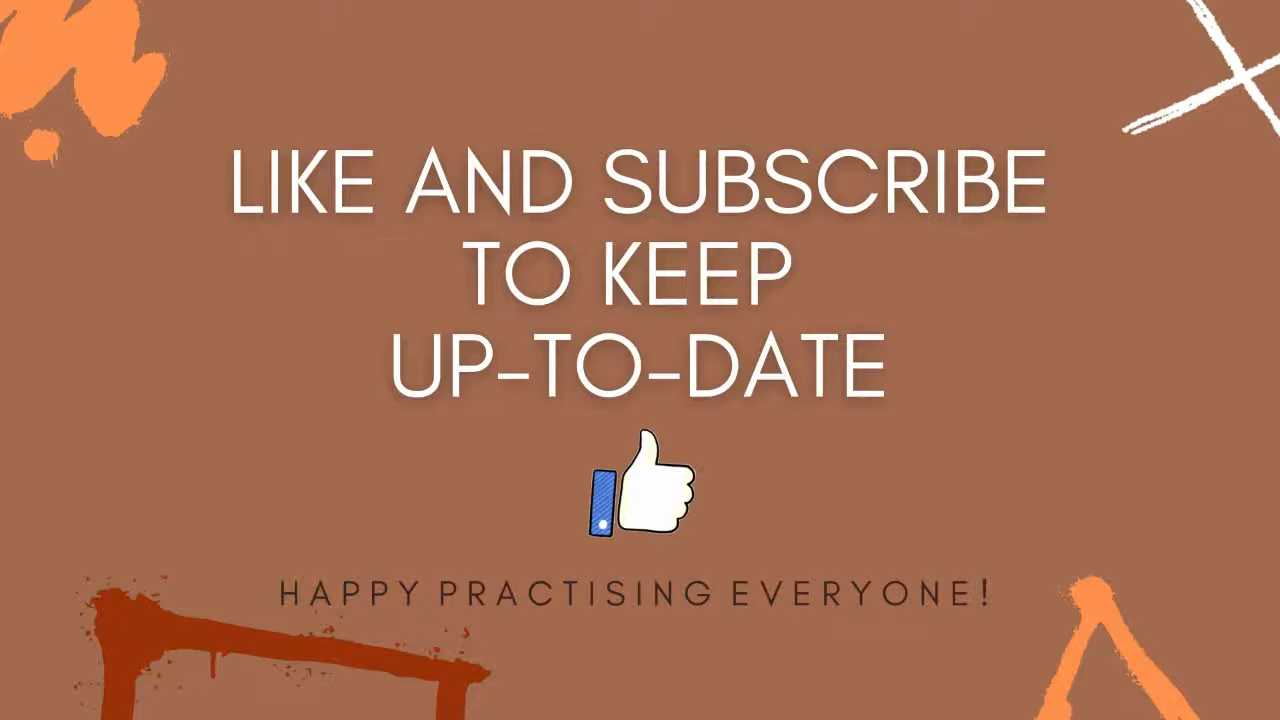 LIKE AND SUBSCRIBE
TO KEEP
UP-TO-DATE
HAPPY PRACTISING EVERYONE!